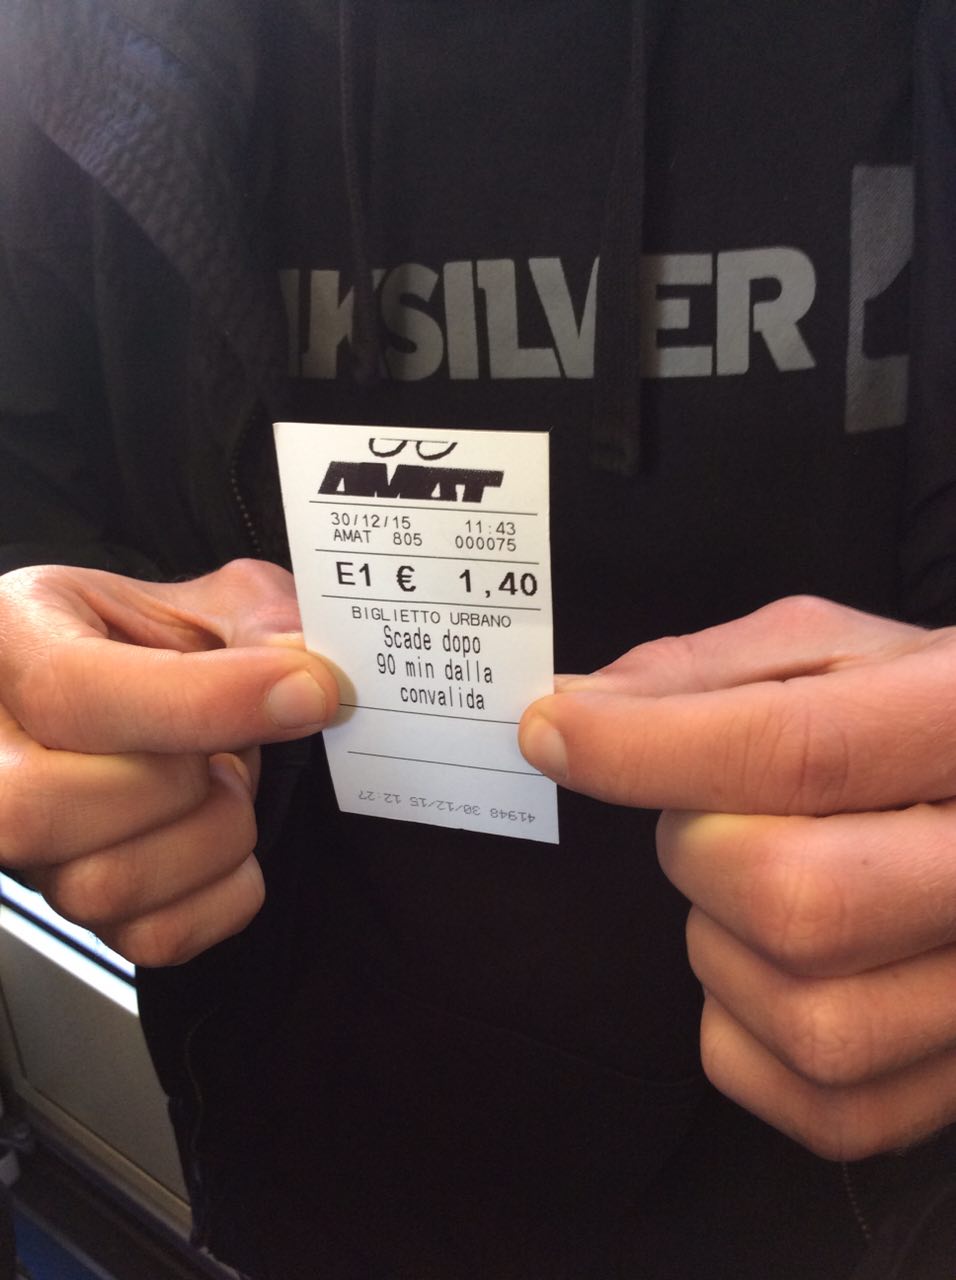 IKSILVER
AMAT
30/12/15 11:43
AMAT 805 000075
E1 € 1,40
BIGLIETTO URBANO
Scade dopo
90 min dalla
convalida
41948 30/12/15 12:27